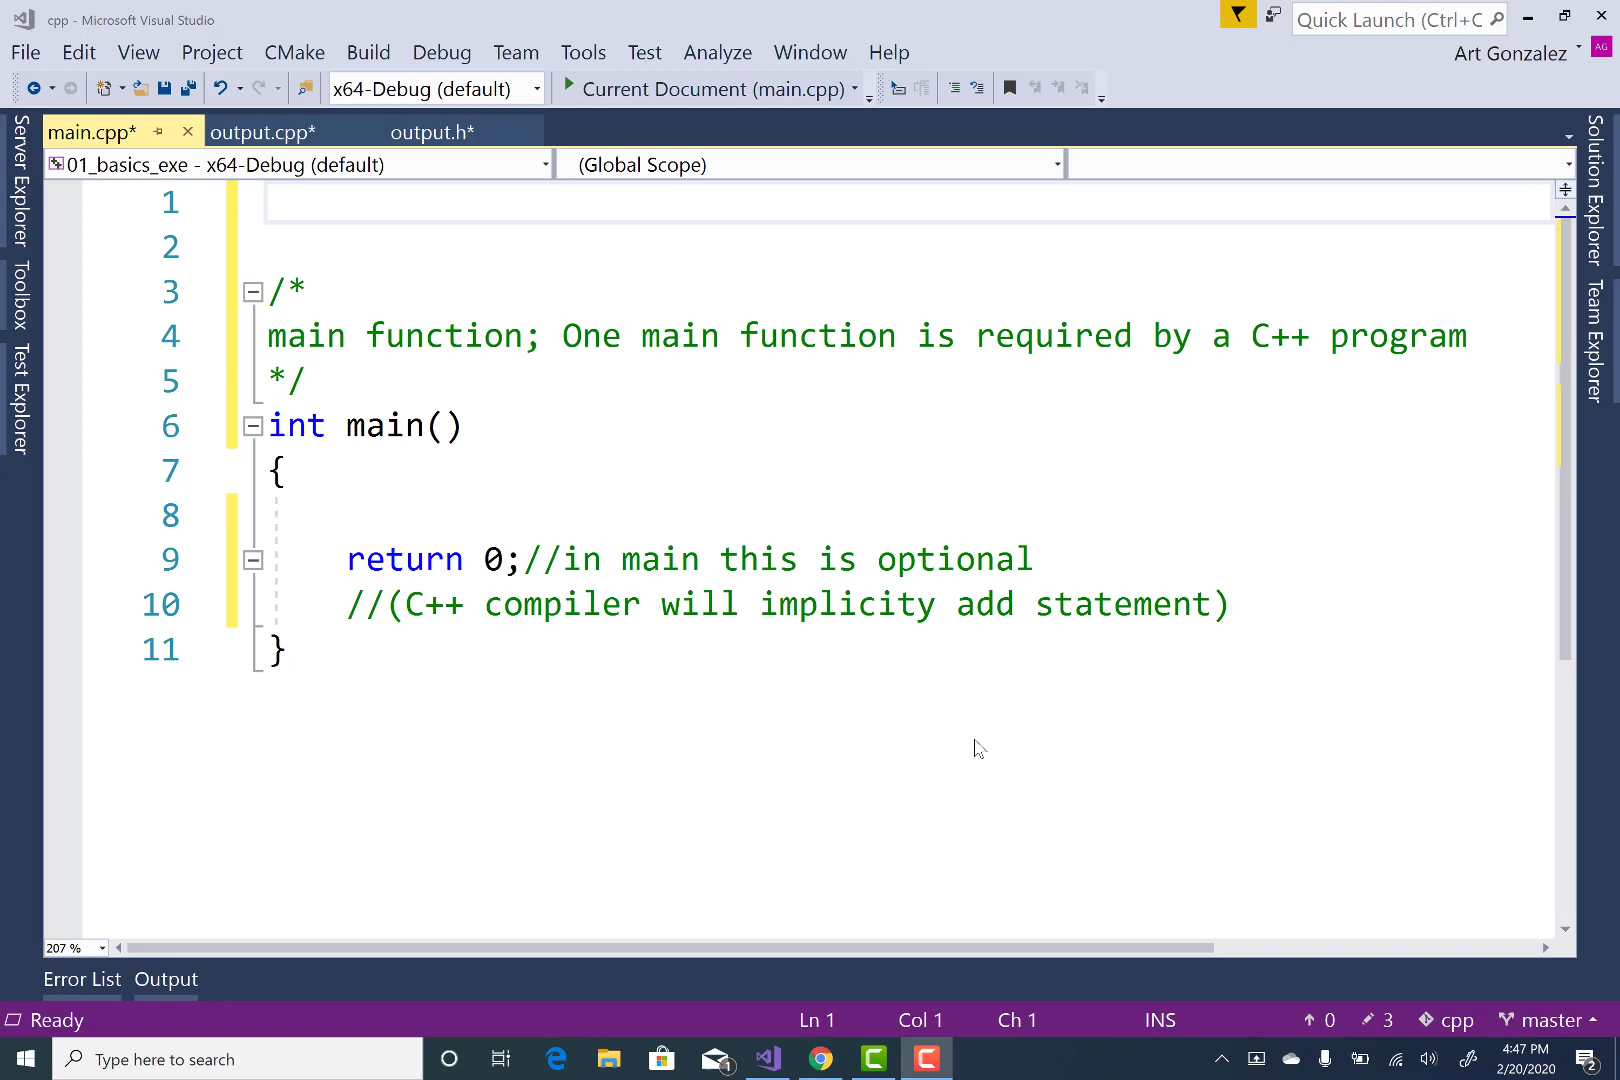 cpp - Microsoft Visual Studio
Quick Launch (Ctrl+C
File Edit View Project CMake Build Debug Team Tools Test Analyze Window Help
Art Gonzalez AG
x64-Debug (default) Current Document (main.cpp)
main.cpp* output.cpp* output.h*
01_basics_exe - x64-Debug (default) (Global Scope)
Server Explorer
Toolbox
Test Explorer
Solution Explorer
Team Explorer
1
2
3 /*
4 main function; One main function is required by a C++ program
5 */
6 int main()
7 {
8
9 return 0;//in main this is optional
10 //(C++ compiler will implicity add statement)
11 }
207 %
Error List Output
Ready Ln 1 Col 1 Ch 1 INS 0 3 cpp master
Type here to search 1 4:47 PM
2/20/2020 2